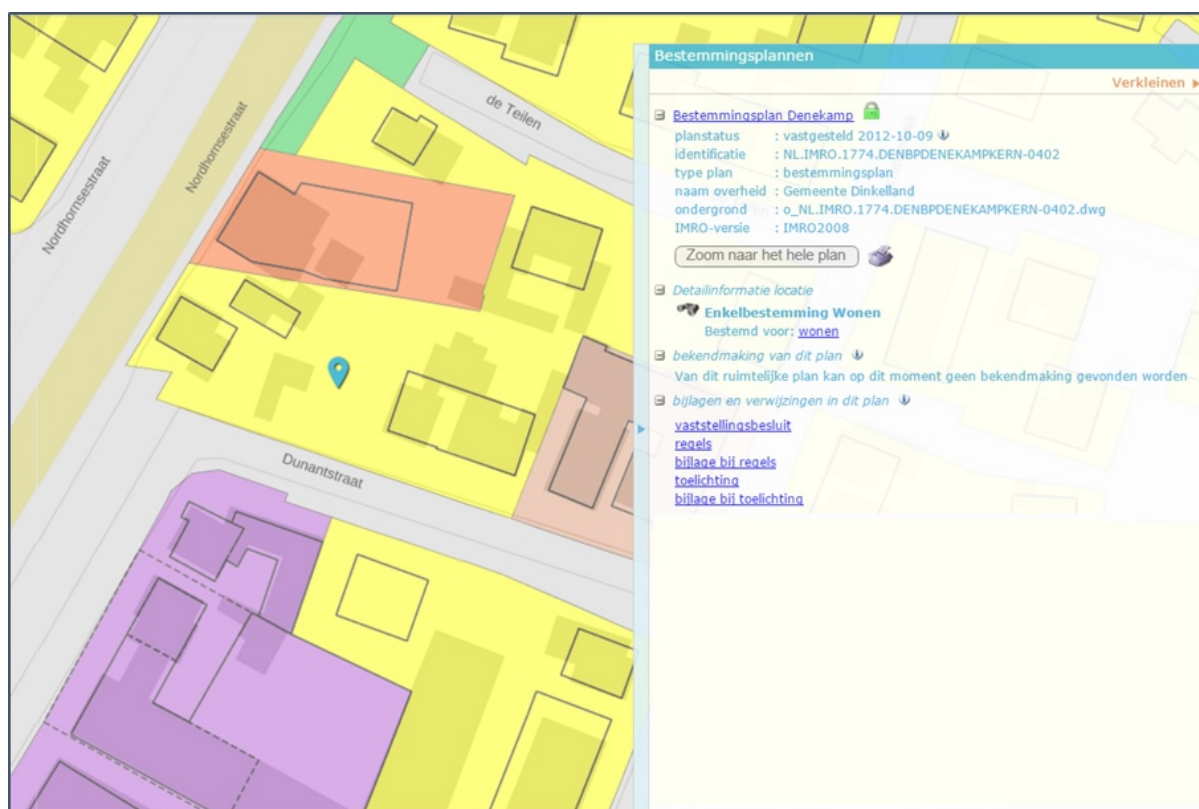 Nordhornsestraat
Nordhornsestraat
de Teilen
Dunantstraat
Bestemmingsplannen
Verkleinen
Bestemmingsplan Denekamp
planstatus : vastgesteld 2012-10-09
identificatie : NL.IMRO.1774.DENBPDENEKAMPKERN-0402
type plan : bestemmingsplan
naam overheid : Gemeente Dinkelland
ondergrond : o_NL.IMRO.1774.DENBPDENEKAMPKERN-0402.dwg
IMRO-versie : IMRO2008
Zoom naar het hele plan
Detailinformatie locatie
Enkelbestemming Wonen
Bestemd voor: wonen
bekendmaking van dit plan
Van dit ruimtelijke plan kan op dit moment geen bekendmaking gevonden worden
bijlagen en verwijzingen in dit plan
vaststellingsbesluit
regels
bijlage bij regels
toelichting
bijlage bij toelichting